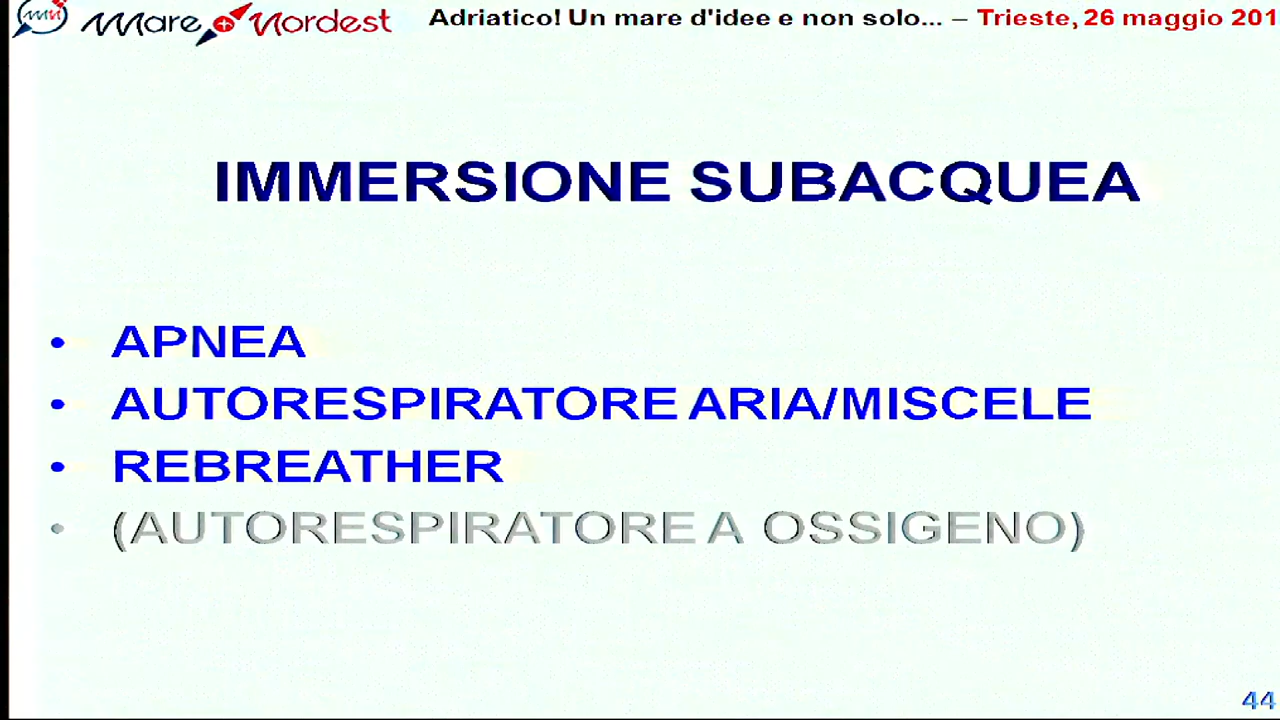 Mare Nordest
Adriatico! Un mare d'idee e non solo... – Trieste, 26 maggio 201
IMMERSIONE SUBACQUEA
• APNEA
• AUTORESPIRATORE ARIA/MISCELE
• REBREATHER
• (AUTORESPIRATORE A OSSIGENO)
44